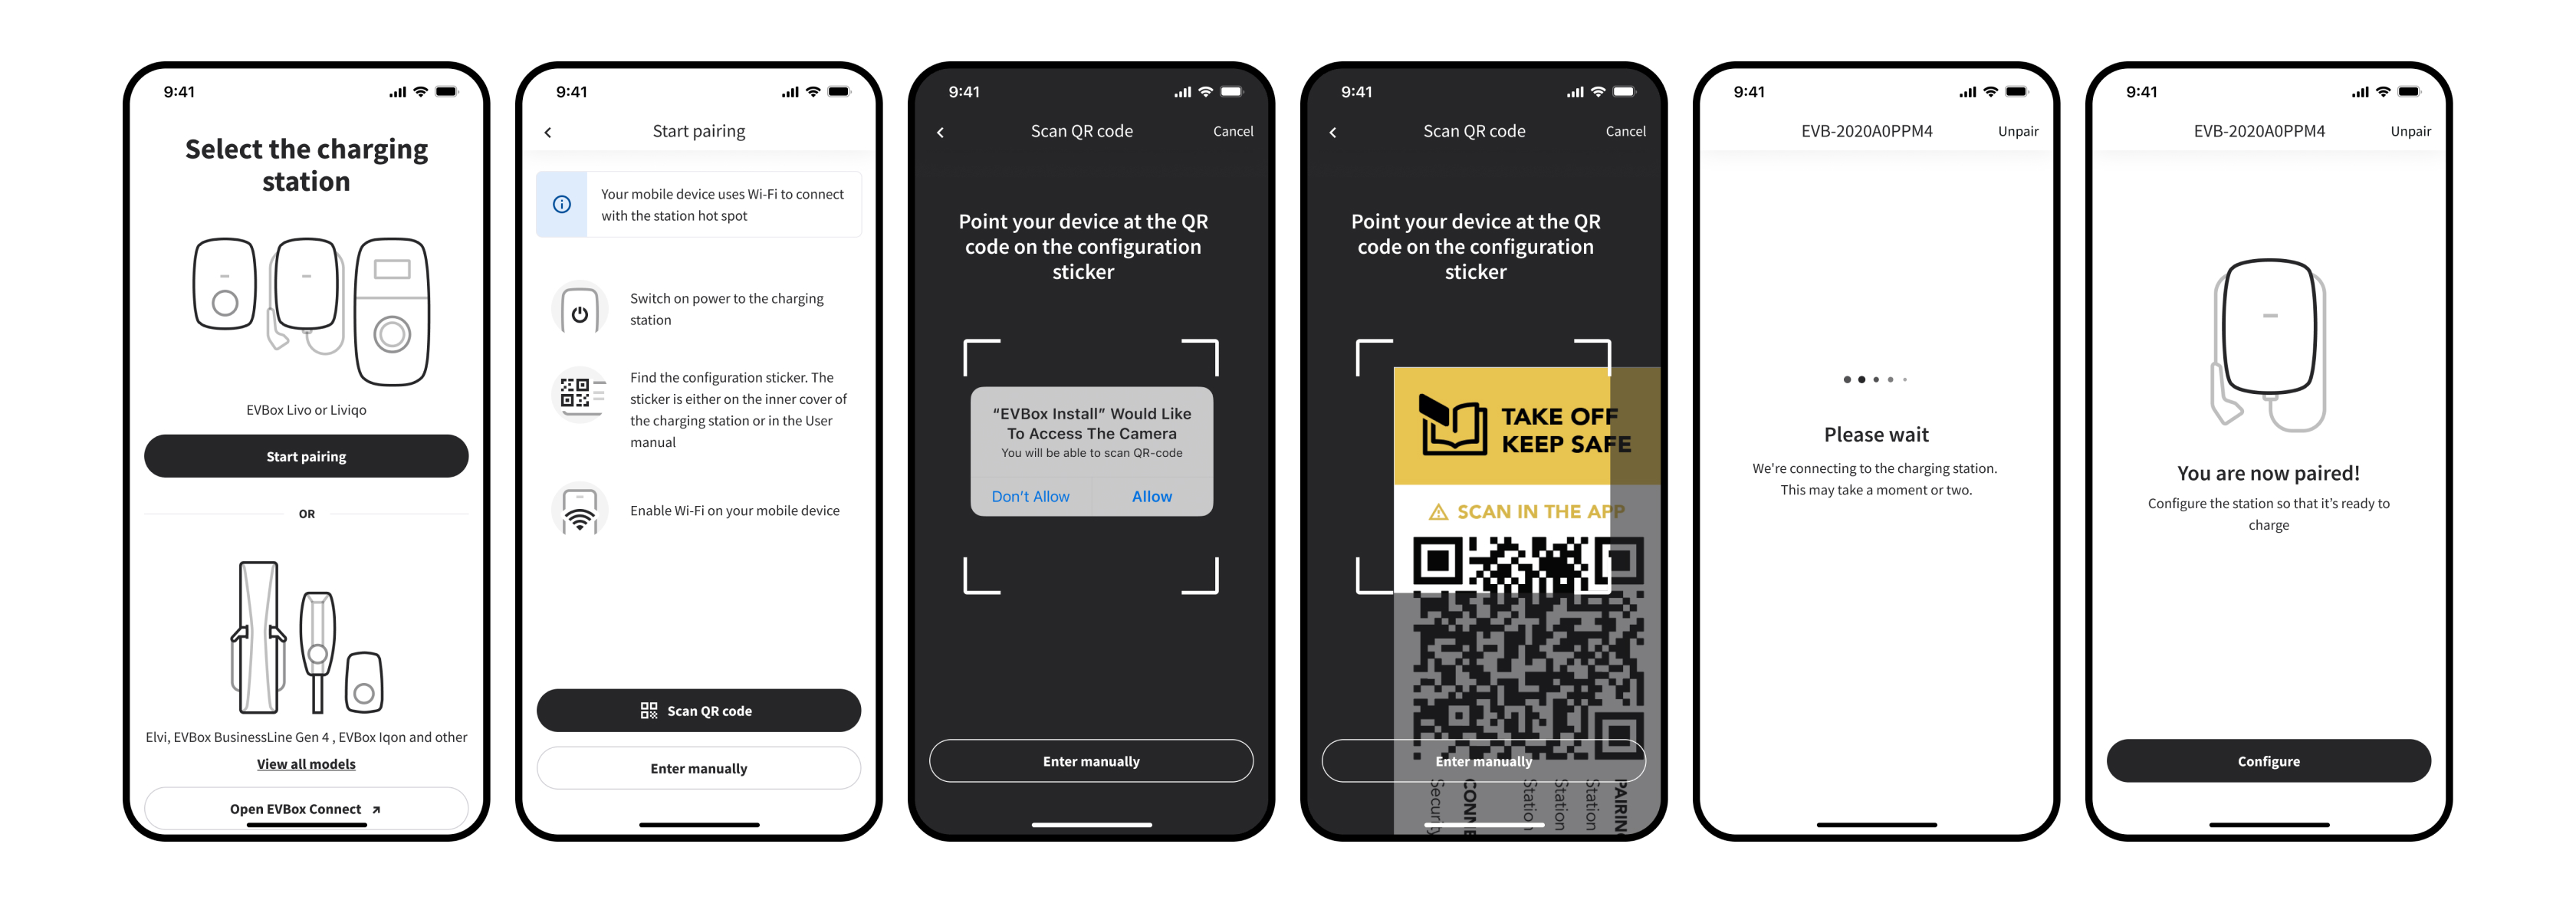 9:41
Select the charging
station
EVBox Livo or Liviqo
Start pairing
OR
Elvi, EVBox BusinessLine Gen 4 , EVBox Iqon and other
View all models
Open EVBox Connect
9:41
Start pairing
Your mobile device uses Wi-Fi to connect
with the station hot spot
Switch on power to the charging
station
Find the configuration sticker. The
sticker is either on the inner cover of
the charging station or in the User
manual
Enable Wi-Fi on your mobile device
Scan QR code
Enter manually
9:41
Scan QR code
Cancel
Point your device at the QR
code on the configuration
sticker
“EVBox Install” Would Like
To Access The Camera
You will be able to scan QR-code
Don’t Allow
Allow
Enter manually
9:41
Scan QR code
Cancel
Point your device at the QR
code on the configuration
sticker
TAKE OFF
KEEP SAFE
SCAN IN THE APP
Enter manually
Security
CONNE
Station
Station
Station
PAIRIN
9:41
EVB-2020A0PPM4
Unpair
Please wait
We're connecting to the charging station.
This may take a moment or two.
9:41
EVB-2020A0PPM4
Unpair
You are now paired!
Configure the station so that it’s ready to
charge
Configure